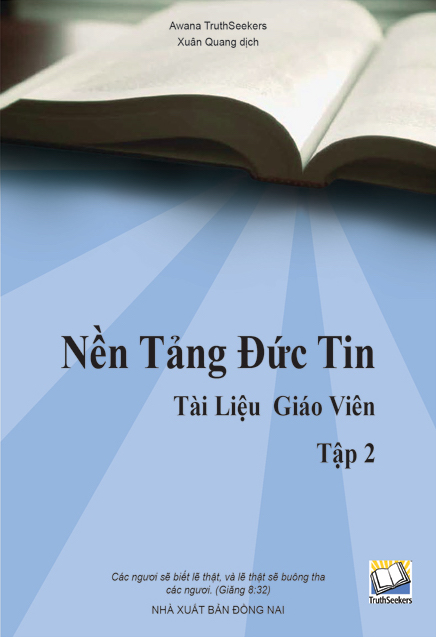 Awana TruthSeekers
Xuân Quang dịch
Nền Tảng Đức Tin
Tài Liệu Giáo Viên
Tập 2
Các ngươi sẽ biết lẽ thật, và lẽ thật sẽ buông tha
các ngươi. (Giăng 8:32)
NHÀ XUẤT BẢN ĐỒNG NAI
TruthSeekers